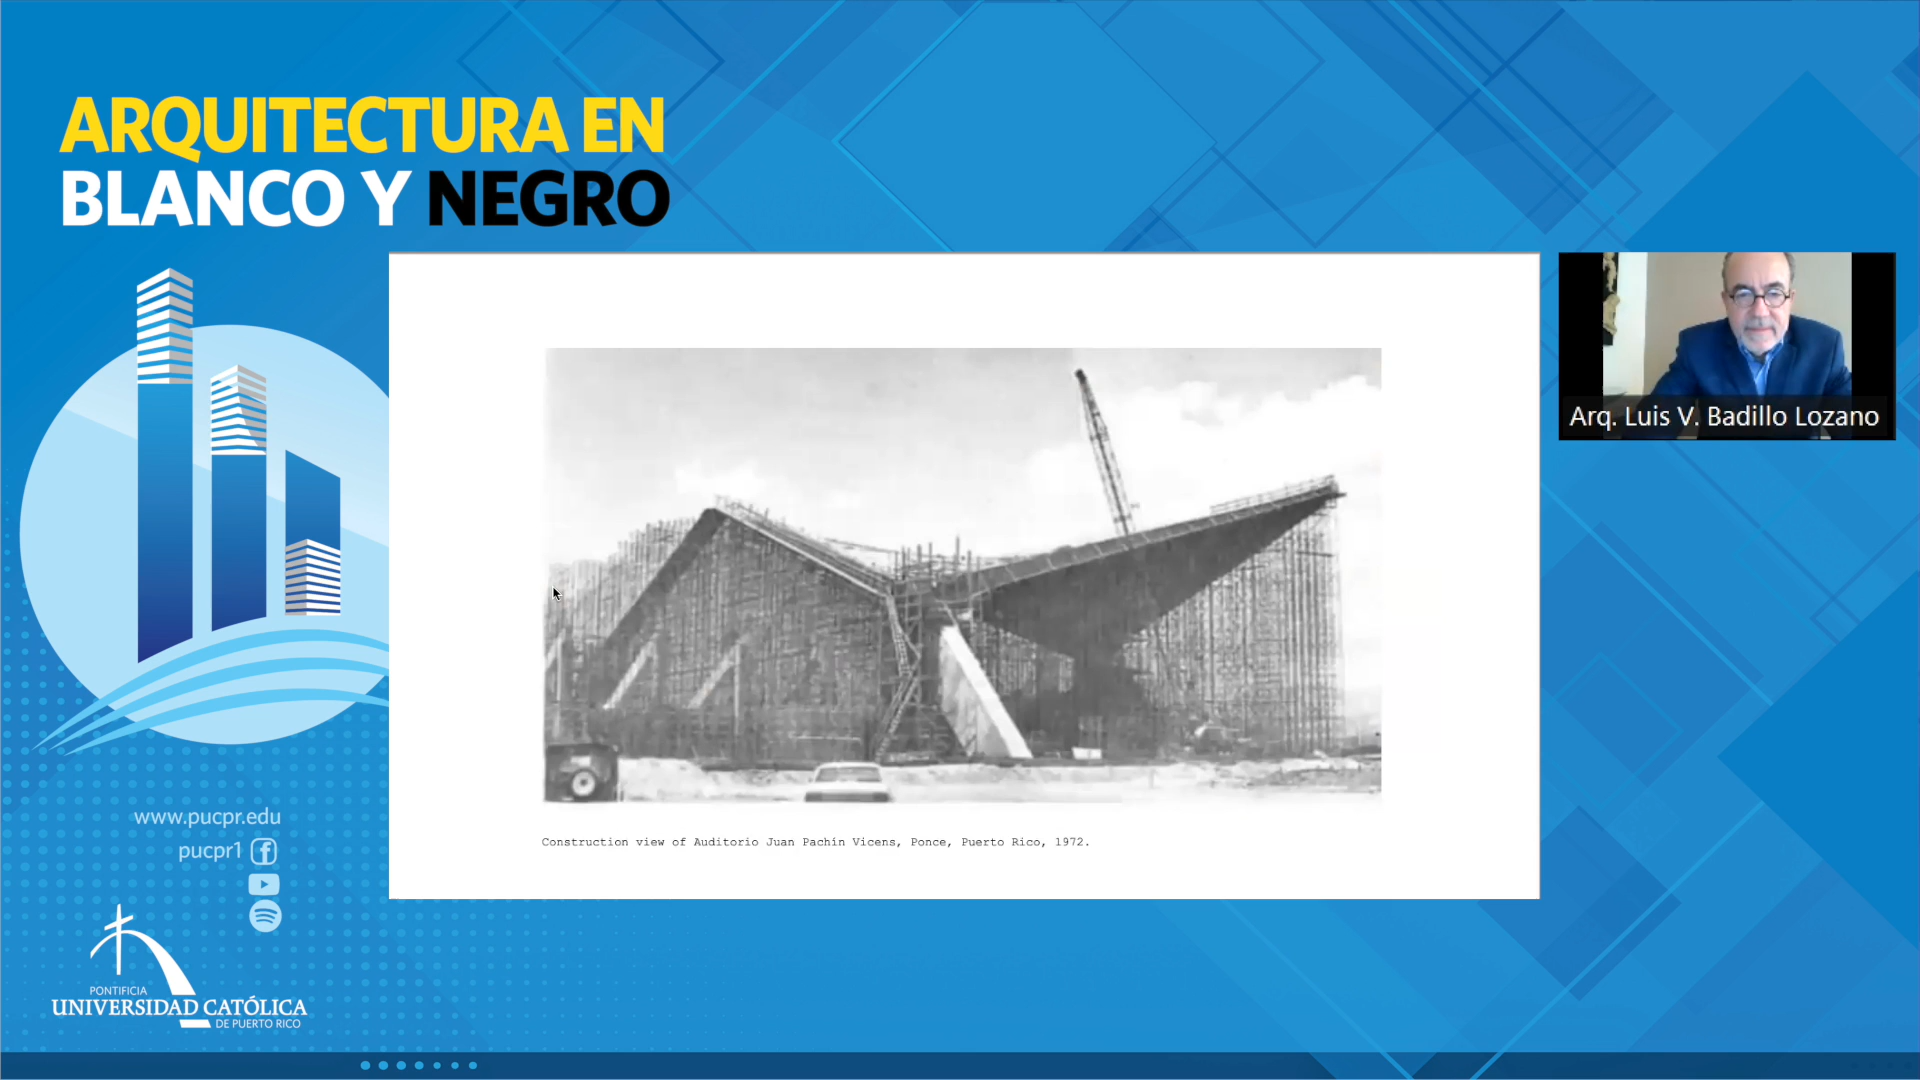 ARQUITECTURA EN
BLANCO Y NEGRO
Arq. Luis V. Badillo Lozano
Construction view of Auditorio Juan Pachín Vicens, Ponce, Puerto Rico, 1972.
www.pucpr.edu
pucpr1
PONTIFICIA
UNIVERSIDAD CATÓLICA
DE PUERTO RICO